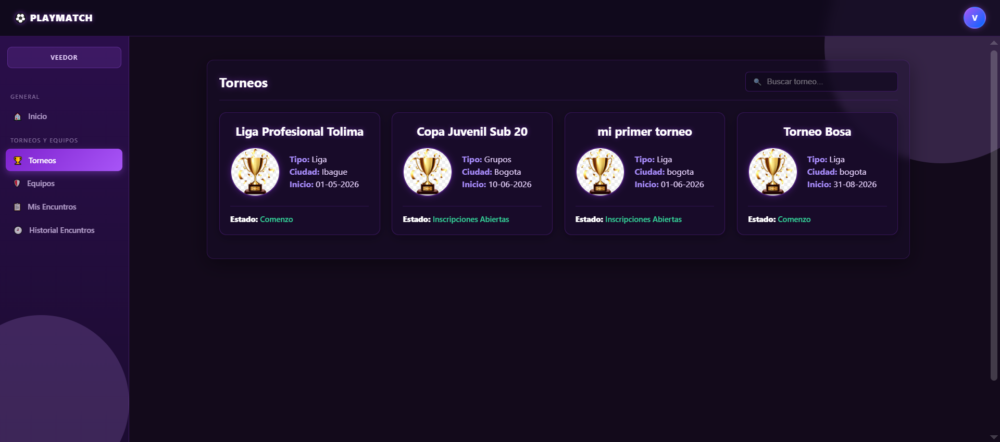 PLAYMATCH
V
VEEDOR
GENERAL
Inicio
TORNEOS Y EQUIPOS
Torneos
Equipos
Mis Encuntros
Historial Encuntros
Torneos
Buscar torneo...
Liga Profesional Tolima
Tipo: Liga
Ciudad: Ibague
Inicio: 01-05-2026
Estado: Comenzo
Copa Juvenil Sub 20
Tipo: Grupos
Ciudad: Bogota
Inicio: 10-06-2026
Estado: Inscripciones Abiertas
mi primer torneo
Tipo: Liga
Ciudad: bogota
Inicio: 01-06-2026
Estado: Inscripciones Abiertas
Torneo Bosa
Tipo: Liga
Ciudad: bogota
Inicio: 31-08-2026
Estado: Comenzo